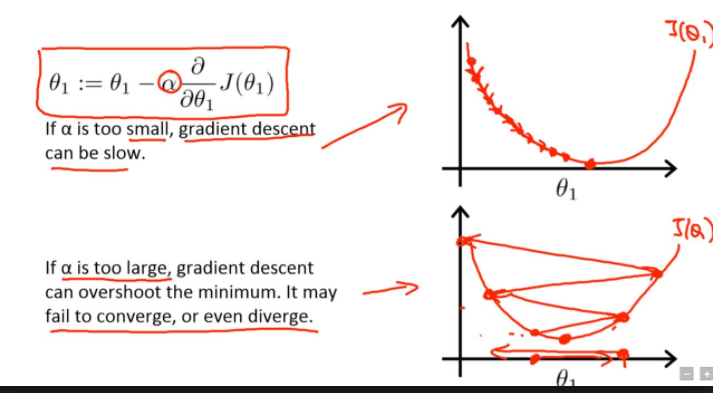 θ₁ := θ₁ − α ∂/∂θ₁ J(θ₁)
If α is too small, gradient descent
can be slow.
J(θ₁)
θ₁
If α is too large, gradient descent
can overshoot the minimum. It may
fail to converge, or even diverge.
θ₁